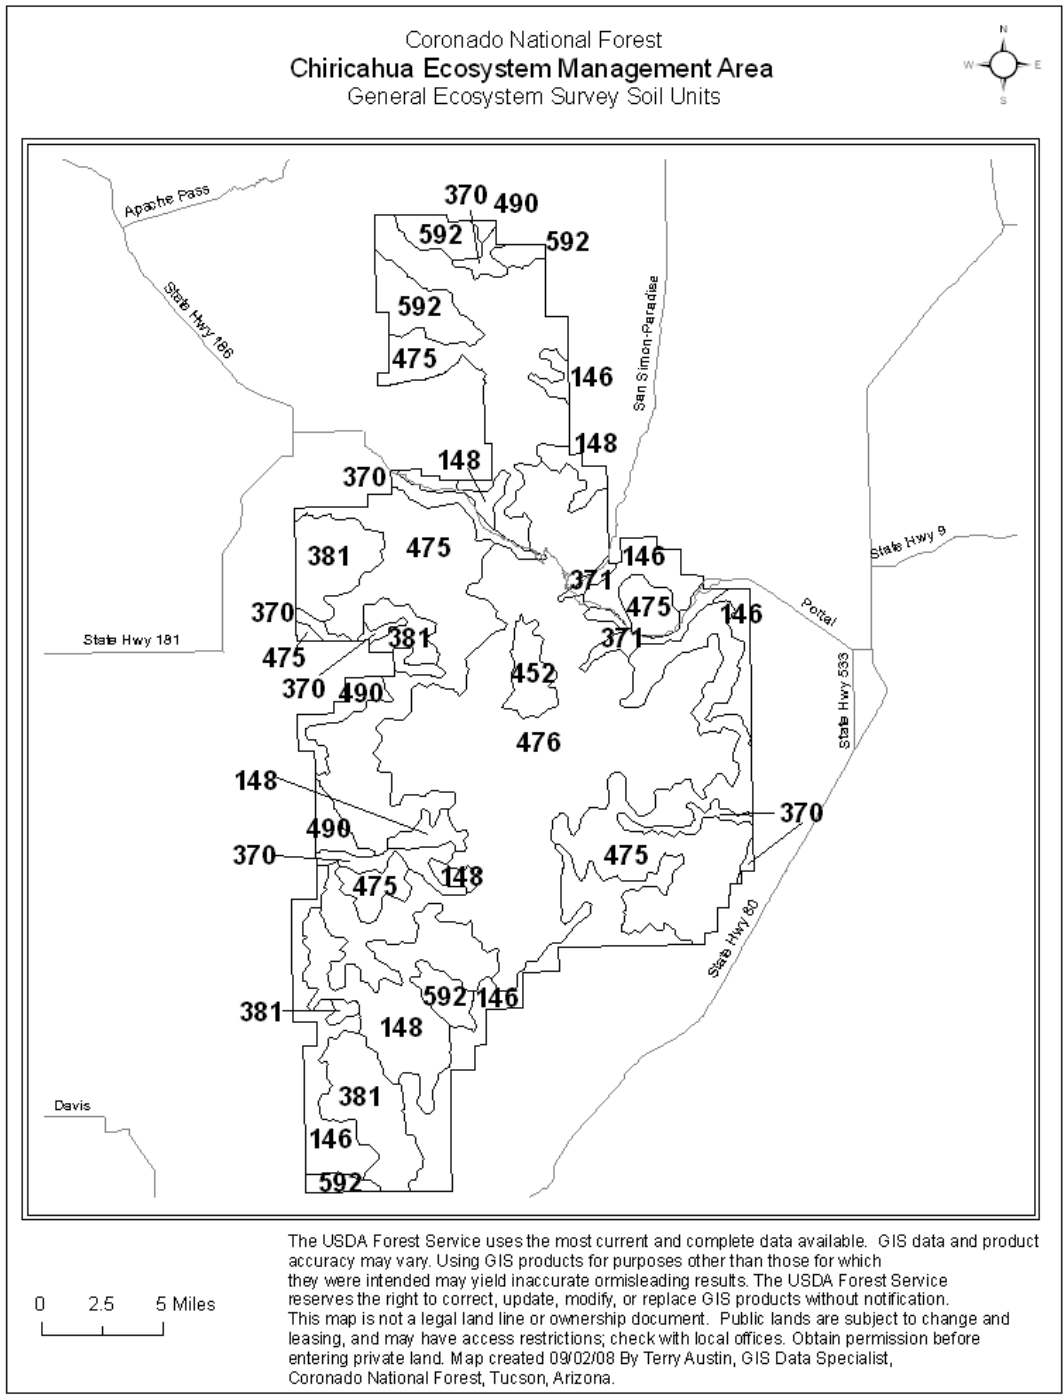 Coronado National Forest
Chiricahua Ecosystem Management Area
General Ecosystem Survey Soil Units
N
W E
S
Apache Pass
370 490
592 592
State Hwy 186
San Simon-Paradise
592
475
146
148
148
370
475
381
State Hwy 9
146
371
475
370
146
Portal
371
381
State Hwy 181
475
452
370 490
State Hwy 533
476
148
370
490
370
475
148
475
State Hwy 80
592 146
381
148
381
Davis
146
592
The USDA Forest Service uses the most current and complete data available. GIS data and product
accuracy may vary. Using GIS products for purposes other than those for which
they were intended may yield inaccurate ormisleading results. The USDA Forest Service
reserves the right to correct, update, modify, or replace GIS products without notification.
This map is not a legal land line or ownership document. Public lands are subject to change and
leasing, and may have access restrictions; check with local offices. Obtain permission before
entering private land. Map created 09/02/08 By Terry Austin, GIS Data Specialist,
Coronado National Forest, Tucson, Arizona.
0 2.5 5 Miles